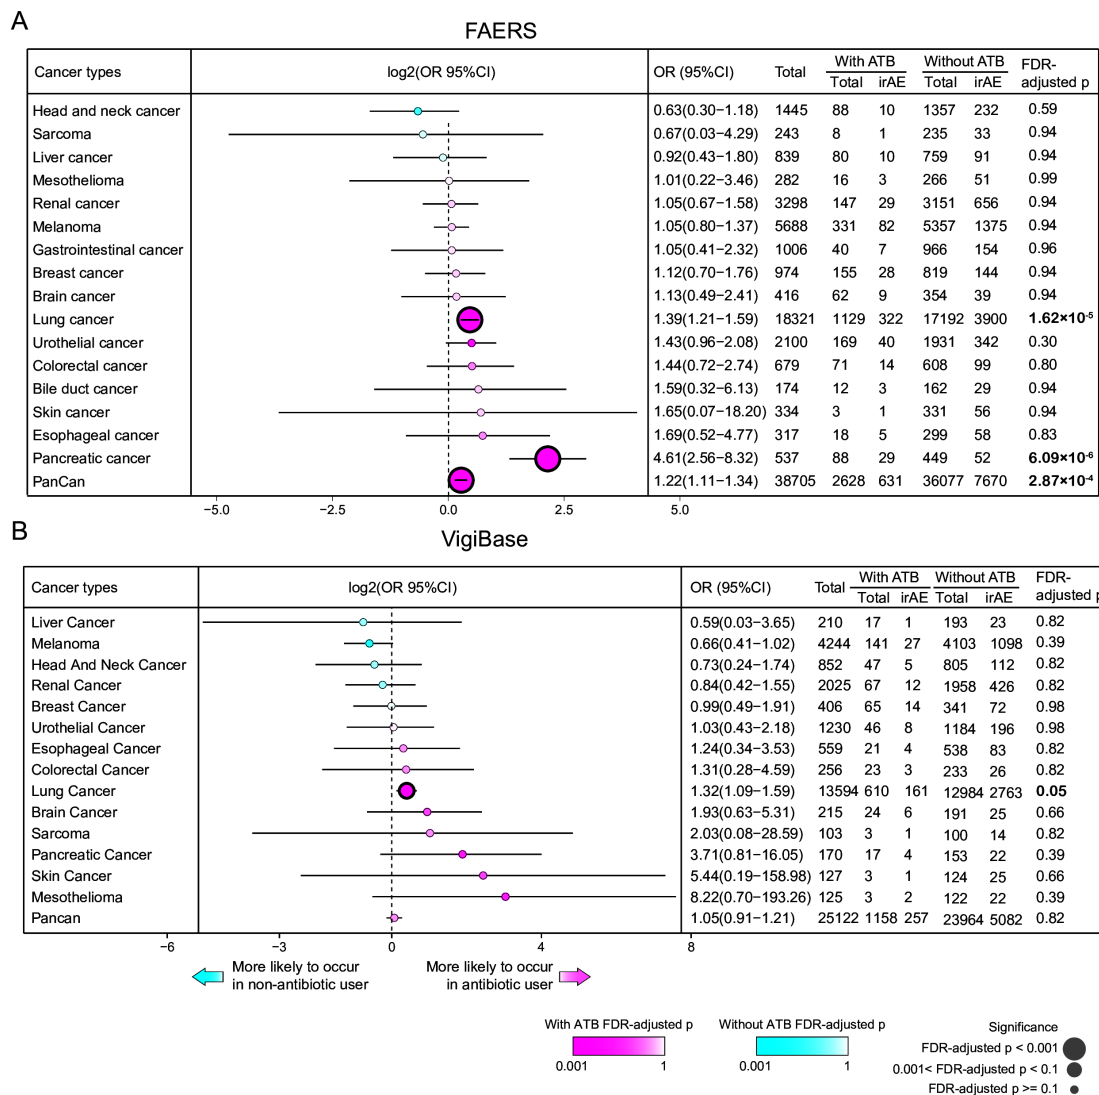 A
FAERS
Cancer types log2(OR 95%CI) OR (95%CI) Total With ATB Without ATB FDR-adjusted p
Total irAE Total irAE
Head and neck cancer 0.63(0.30−1.18) 1445 88 10 1357 232 0.59
Sarcoma 0.67(0.03−4.29) 243 8 1 235 33 0.94
Liver cancer 0.92(0.43−1.80) 839 80 10 759 91 0.94
Mesothelioma 1.01(0.22−3.46) 282 16 3 266 51 0.99
Renal cancer 1.05(0.67−1.58) 3298 147 29 3151 656 0.94
Melanoma 1.05(0.80−1.37) 5688 331 82 5357 1375 0.94
Gastrointestinal cancer 1.05(0.41−2.32) 1006 40 7 966 154 0.96
Breast cancer 1.12(0.70−1.76) 974 155 28 819 144 0.94
Brain cancer 1.13(0.49−2.41) 416 62 9 354 39 0.94
Lung cancer 1.39(1.21−1.59) 18321 1129 322 17192 3900 1.62×10⁻⁵
Urothelial cancer 1.43(0.96−2.08) 2100 169 40 1931 342 0.30
Colorectal cancer 1.44(0.72−2.74) 679 71 14 608 99 0.80
Bile duct cancer 1.59(0.32−6.13) 174 12 3 162 29 0.94
Skin cancer 1.65(0.07−18.20) 334 3 1 331 56 0.94
Esophageal cancer 1.69(0.52−4.77) 317 18 5 299 58 0.83
Pancreatic cancer 4.61(2.56−8.32) 537 88 29 449 52 6.09×10⁻⁶
PanCan 1.22(1.11−1.34) 38705 2628 631 36077 7670 2.87×10⁻⁴
−5.0 −2.5 0.0 2.5 5.0
B
VigiBase
Cancer types log2(OR 95%CI) OR (95%CI) Total With ATB Without ATB FDR-adjusted p
Total irAE Total irAE
Liver Cancer 0.59(0.03−3.65) 210 17 1 193 23 0.82
Melanoma 0.66(0.41−1.02) 4244 141 27 4103 1098 0.39
Head And Neck Cancer 0.73(0.24−1.74) 852 47 5 805 112 0.82
Renal Cancer 0.84(0.42−1.55) 2025 67 12 1958 426 0.82
Breast Cancer 0.99(0.49−1.91) 406 65 14 341 72 0.98
Urothelial Cancer 1.03(0.43−2.18) 1230 46 8 1184 196 0.98
Esophageal Cancer 1.24(0.34−3.53) 559 21 4 538 83 0.82
Colorectal Cancer 1.31(0.28−4.59) 256 23 3 233 26 0.82
Lung Cancer 1.32(1.09−1.59) 13594 610 161 12984 2763 0.05
Brain Cancer 1.93(0.63−5.31) 215 24 6 191 25 0.66
Sarcoma 2.03(0.08−28.59) 103 3 1 100 14 0.82
Pancreatic Cancer 3.71(0.81−16.05) 170 17 4 153 22 0.39
Skin Cancer 5.44(0.19−158.98) 127 3 1 124 25 0.66
Mesothelioma 8.22(0.70−193.26) 125 3 2 122 22 0.39
Pancan 1.05(0.91−1.21) 25122 1158 257 23964 5082 0.82
−6 −3 0 4 8
More likely to occur in non-antibiotic user
More likely to occur in antibiotic user
With ATB FDR-adjusted p
0.001 1
Without ATB FDR-adjusted p
0.001 1
Significance
FDR-adjusted p < 0.001
0.001< FDR-adjusted p < 0.1
FDR-adjusted p >= 0.1